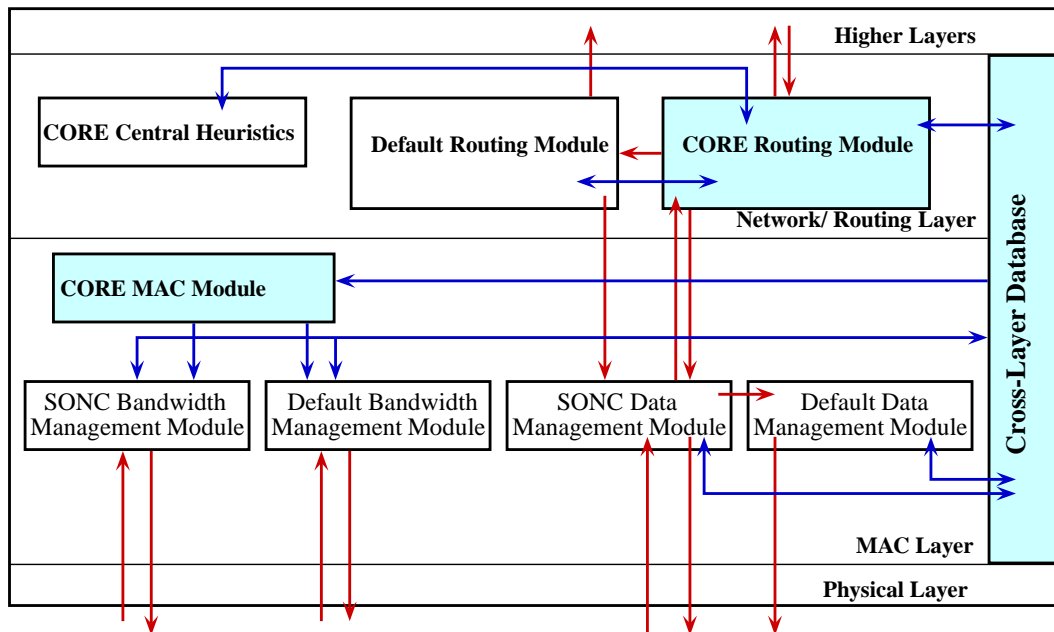 Higher Layers
CORE Central Heuristics
Default Routing Module
CORE Routing Module
Network/ Routing Layer
CORE MAC Module
SONC Bandwidth
Management Module
Default Bandwidth
Management Module
SONC Data
Management Module
Default Data
Management Module
MAC Layer
Physical Layer
Cross-Layer Database